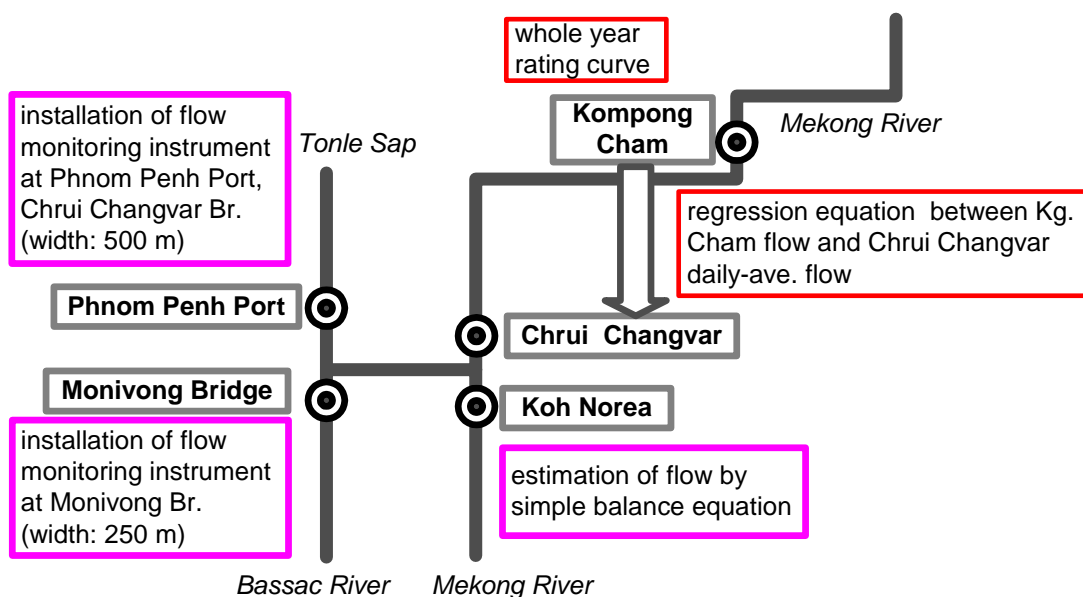 whole year
rating curve
installation of flow
monitoring instrument
at Phnom Penh Port,
Chrui Changvar Br.
(width: 500 m)
Tonle Sap
Kompong
Cham
Mekong River
regression equation between Kg.
Cham flow and Chrui Changvar
daily-ave. flow
Phnom Penh Port
Chrui Changvar
Monivong Bridge
Koh Norea
installation of flow
monitoring instrument
at Monivong Br.
(width: 250 m)
estimation of flow by
simple balance equation
Bassac River
Mekong River